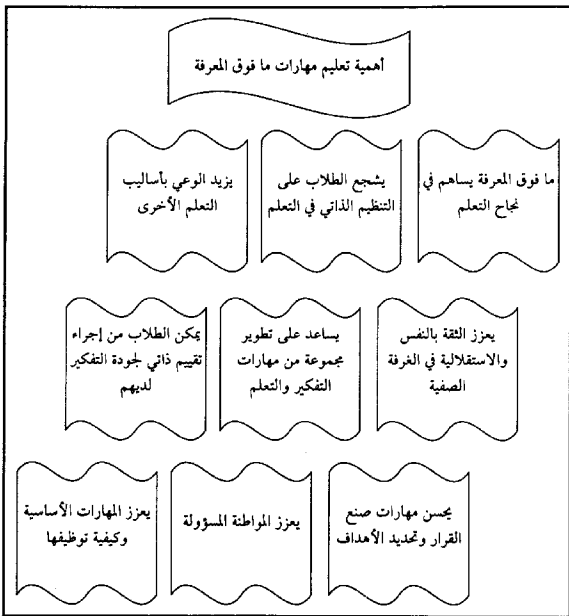 أهمية تعليم مهارات ما فوق المعرفة
ما فوق المعرفة يساهم في
نجاح التعلم
يشجع الطلاب على
التنظيم الذاتي في التعلم
يزيد الوعي بأساليب
التعلم الأخرى
يعزز الثقة بالنفس
والاستقلالية في الغرفة
الصفية
يساعد على تطوير
مجموعة من مهارات
التفكير والتعلم
يمكن الطلاب من إجراء
تقييم ذاتي لجودة التفكير
لديهم
يحسن مهارات صنع
القرار وتحديد الأهداف
يعزز المواطنة المسؤولة
يعزز المهارات الأساسية
وكيفية توظيفها